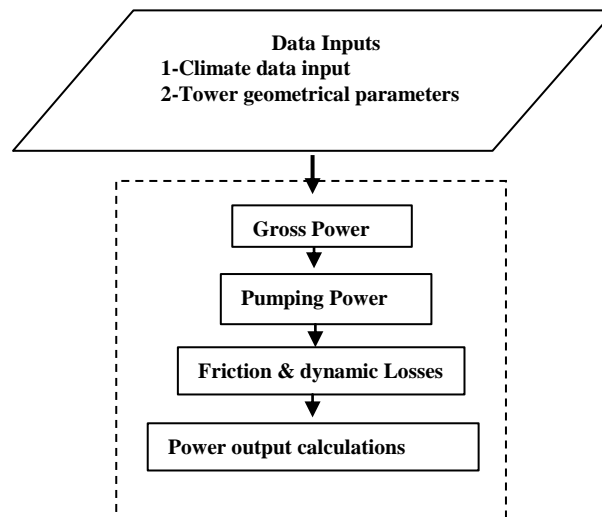 Data Inputs
1-Climate data input
2-Tower geometrical parameters
Gross Power
Pumping Power
Friction & dynamic Losses
Power output calculations